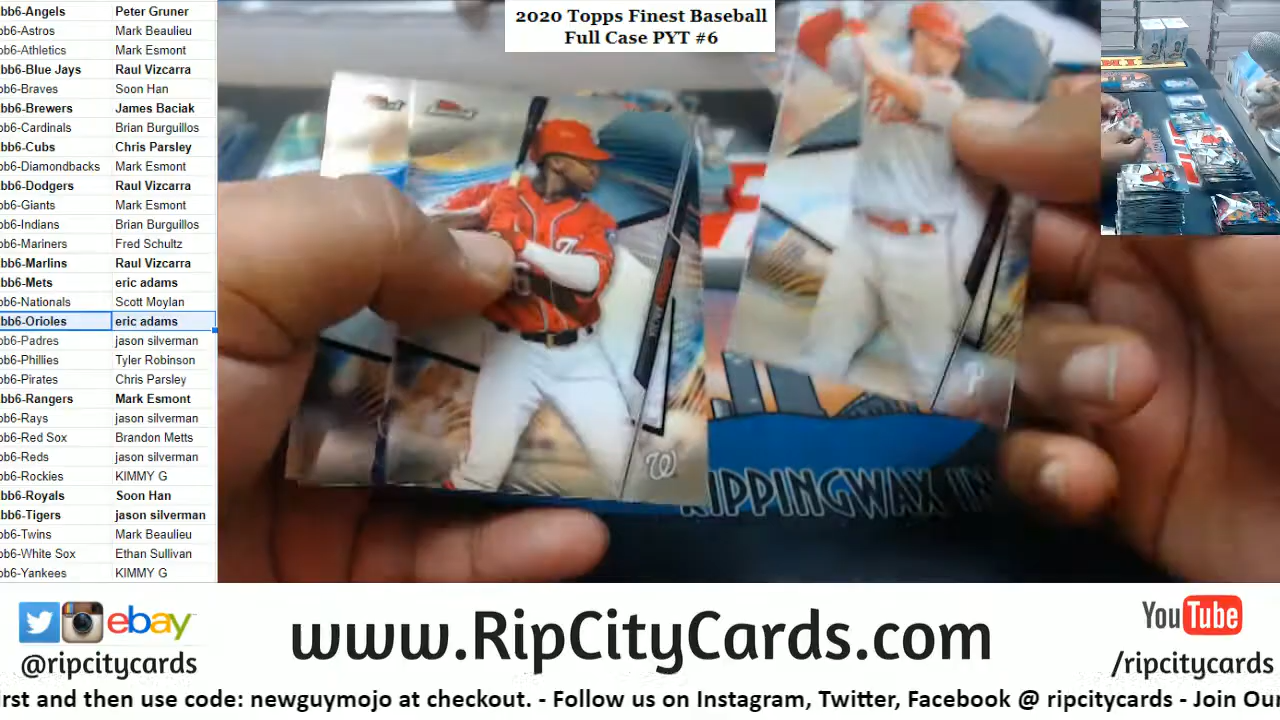 bb6-Angels Peter Gruner
bb6-Astros Mark Beaulieu
bb6-Athletics Mark Esmont
bb6-Blue Jays Raul Vizcarra
bb6-Braves Soon Han
bb6-Brewers James Baciak
bb6-Cardinals Brian Burguillos
bb6-Cubs Chris Parsley
bb6-Diamondbacks Mark Esmont
bb6-Dodgers Raul Vizcarra
bb6-Giants Mark Esmont
bb6-Indians Brian Burguillos
bb6-Mariners Fred Schultz
bb6-Marlins Raul Vizcarra
bb6-Mets eric adams
bb6-Nationals Scott Moylan
bb6-Orioles eric adams
bb6-Padres jason silverman
bb6-Phillies Tyler Robinson
bb6-Pirates Chris Parsley
bb6-Rangers Mark Esmont
bb6-Rays jason silverman
bb6-Red Sox Brandon Metts
bb6-Reds jason silverman
bb6-Rockies KIMMY G
bb6-Royals Soon Han
bb6-Tigers jason silverman
bb6-Twins Mark Beaulieu
bb6-White Sox Ethan Sullivan
bb6-Yankees KIMMY G
2020 Topps Finest Baseball
Full Case PYT #6
W
P
RIPPINGWAX IN
ebay
@ripcitycards
www.RipCityCards.com
YouTube
/ripcitycards
irst and then use code: newguymojo at checkout. - Follow us on Instagram, Twitter, Facebook @ ripcitycards - Join Our